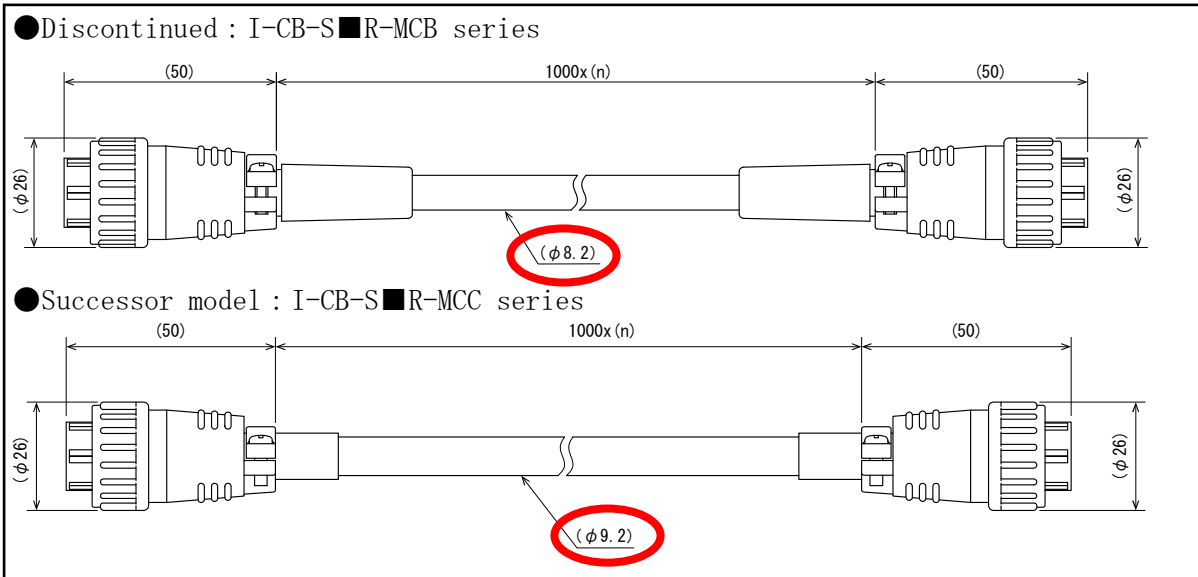 ●Discontinued：I-CB-S■R-MCB series
(50) 1000x(n) (50)
(φ26) (φ26)
(φ8.2)
●Successor model：I-CB-S■R-MCC series
(50) 1000x(n) (50)
(φ26) (φ26)
(φ9.2)